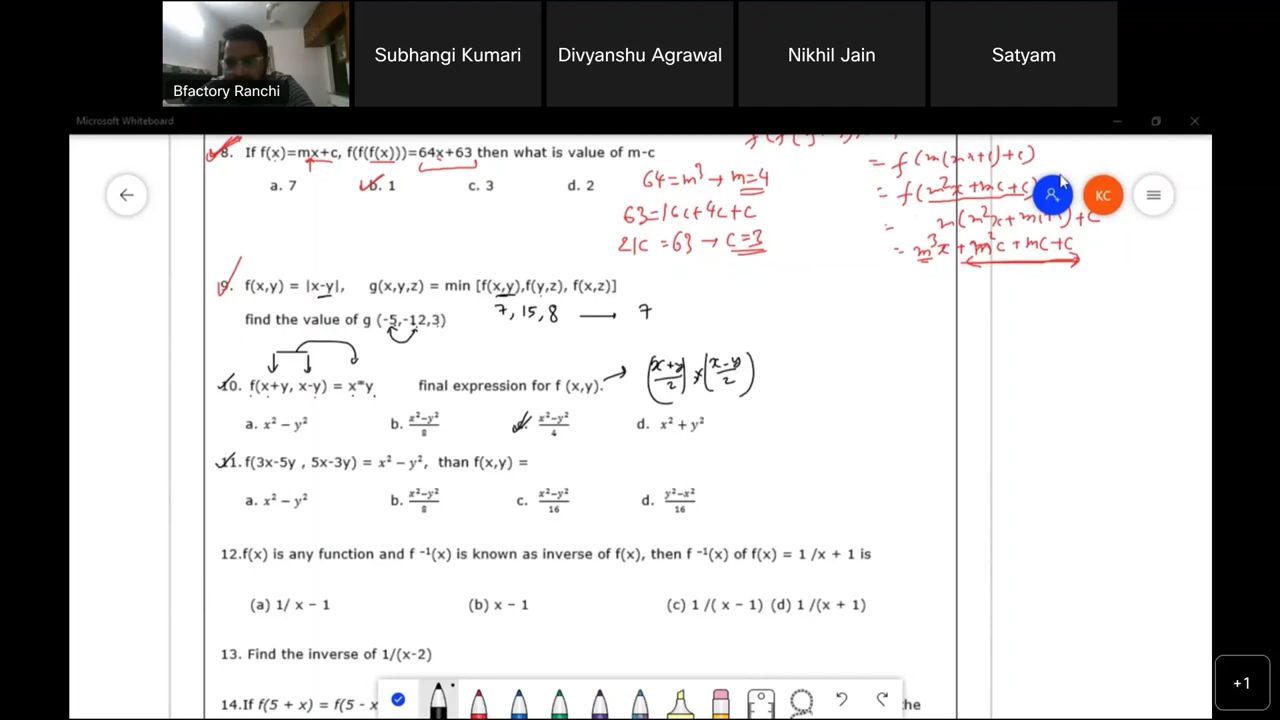 Subhangi Kumari Divyanshu Agrawal Nikhil Jain Satyam
Bfactory Ranchi
Microsoft Whiteboard
8. If f(x)=mx+c, f(f(f(x)))=64x+63 then what is value of m-c
a. 7 b. 1 c. 3 d. 2
64=m³ → m=4
63=16c+4c+c
21c=63 → c=3
= f(m(mx+c)+c)
= f(m²x+mc+c)
= m³x+m²c+mc+c
KC
9. f(x,y) = |x-y|, g(x,y,z) = min [f(x,y),f(y,z), f(x,z)]
7, 15, 8 — 7
find the value of g (-5,-12,3)
10. f(x+y, x-y) = x*y final expression for f (x,y). → (x+y/2)*(x-y/2)
a. x² − y² b. x²−y²/8 c. x²−y²/4 d. x² + y²
11. f(3x-5y , 5x-3y) = x² − y², than f(x,y) =
a. x² − y² b. x²−y²/8 c. x²−y²/16 d. y²−x²/16
12.f(x) is any function and f ⁻¹(x) is known as inverse of f(x), then f ⁻¹(x) of f(x) = 1 /x + 1 is
(a) 1/ x − 1 (b) x − 1 (c) 1 /( x − 1) (d) 1 /(x + 1)
13. Find the inverse of 1/(x-2)
14.If f(5 + x) = f(5 - x he
+1